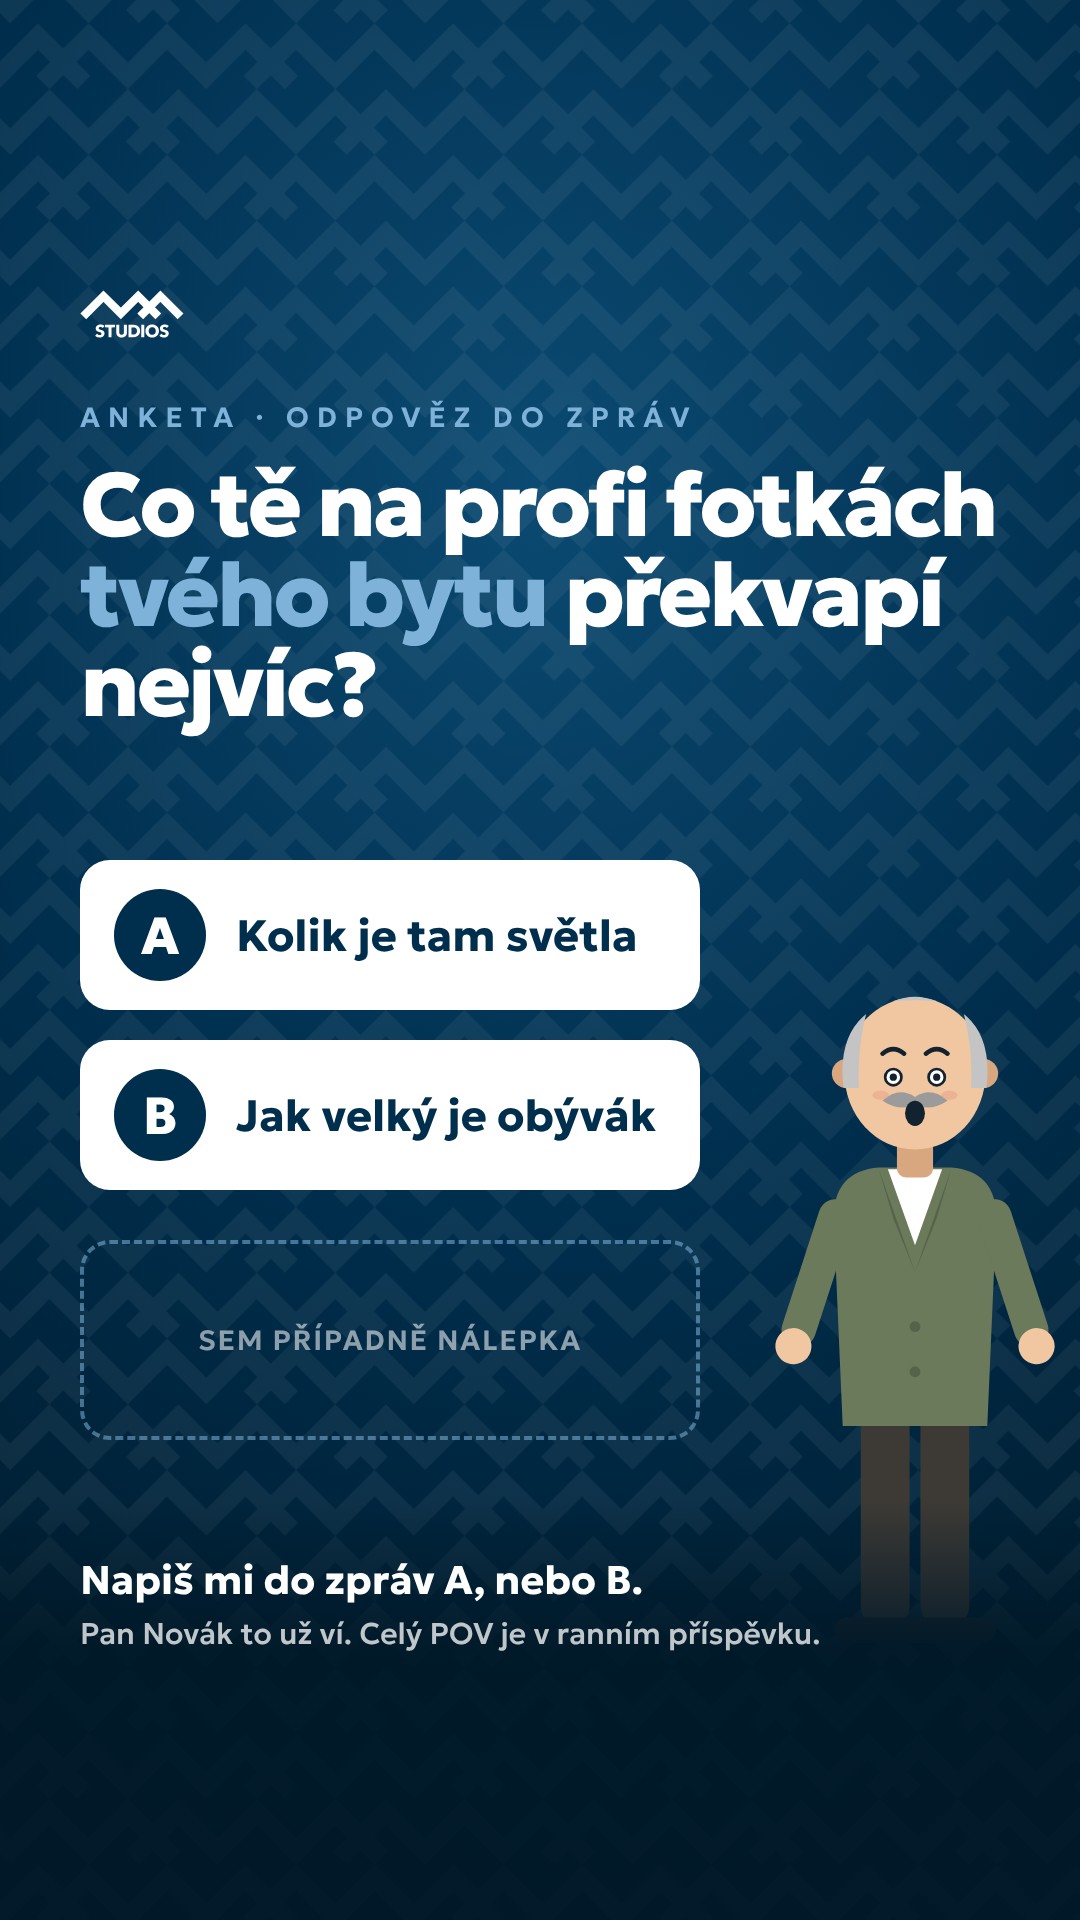 STUDIOS
ANKETA · ODPOVĚZ DO ZPRÁV
Co tě na profi fotkách
tvého bytu překvapí
nejvíc?
A Kolik je tam světla
B Jak velký je obývák
SEM PŘÍPADNĚ NÁLEPKA
Napiš mi do zpráv A, nebo B.
Pan Novák to už ví. Celý POV je v ranním příspěvku.